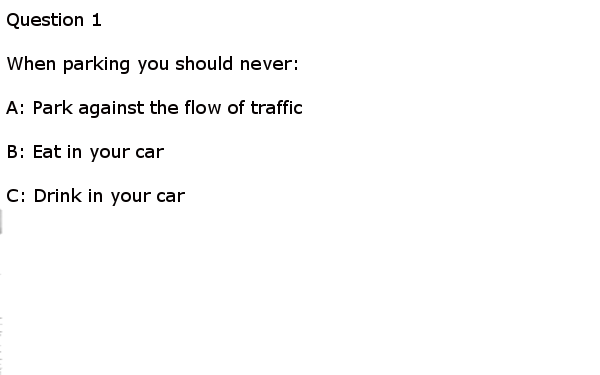 Question 1
When parking you should never:
A: Park against the flow of traffic
B: Eat in your car
C: Drink in your car